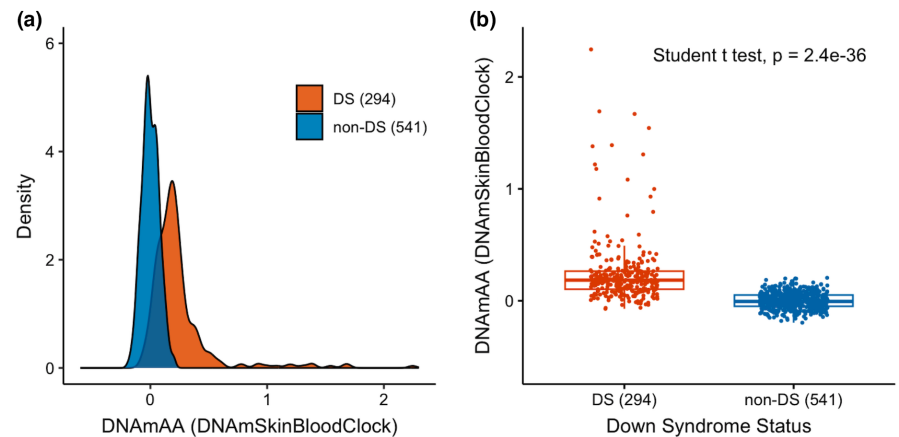 (a)
6
4
2
0
Density
DS (294)
non-DS (541)
0 1 2
DNAmAA (DNAmSkinBloodClock)
(b)
Student t test, p = 2.4e-36
2
1
0
DNAmAA (DNAmSkinBloodClock)
DS (294) non-DS (541)
Down Syndrome Status